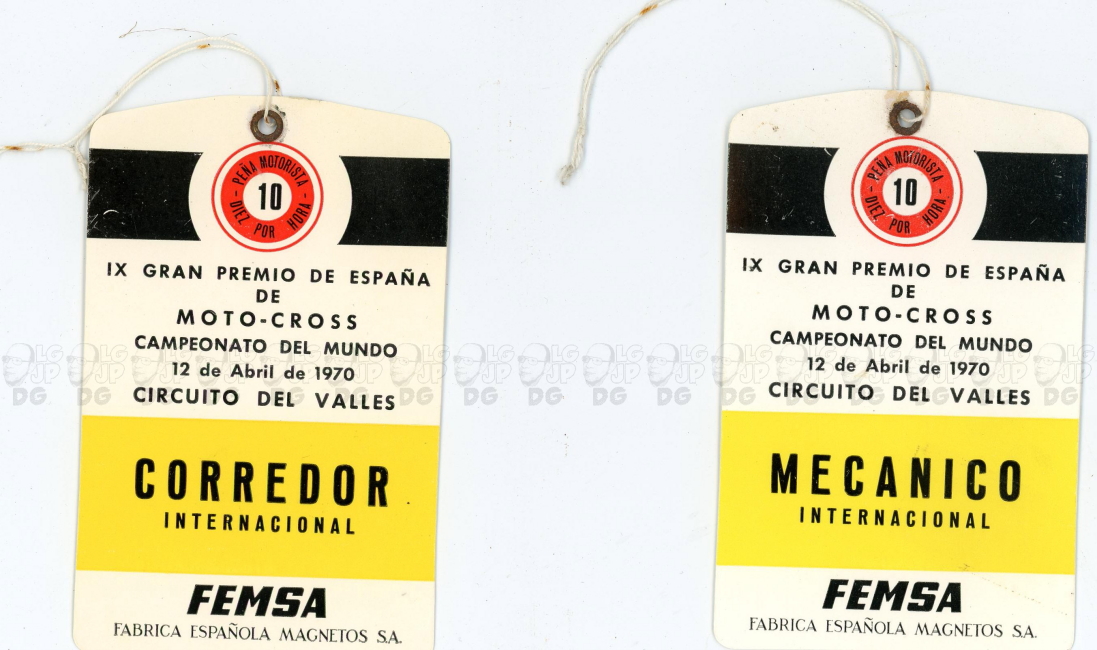 PEÑA MOTORISTA
10
- DIEZ POR HORA -
IX GRAN PREMIO DE ESPAÑA
DE
MOTO-CROSS
CAMPEONATO DEL MUNDO
12 de Abril de 1970
CIRCUITO DEL VALLES
CORREDOR
INTERNACIONAL
FEMSA
FABRICA ESPAÑOLA MAGNETOS S.A.
PEÑA MOTORISTA
10
- DIEZ POR HORA -
IX GRAN PREMIO DE ESPAÑA
DE
MOTO-CROSS
CAMPEONATO DEL MUNDO
12 de Abril de 1970
CIRCUITO DEL VALLES
MECANICO
INTERNACIONAL
FEMSA
FABRICA ESPAÑOLA MAGNETOS S.A.
LG
JP
DG